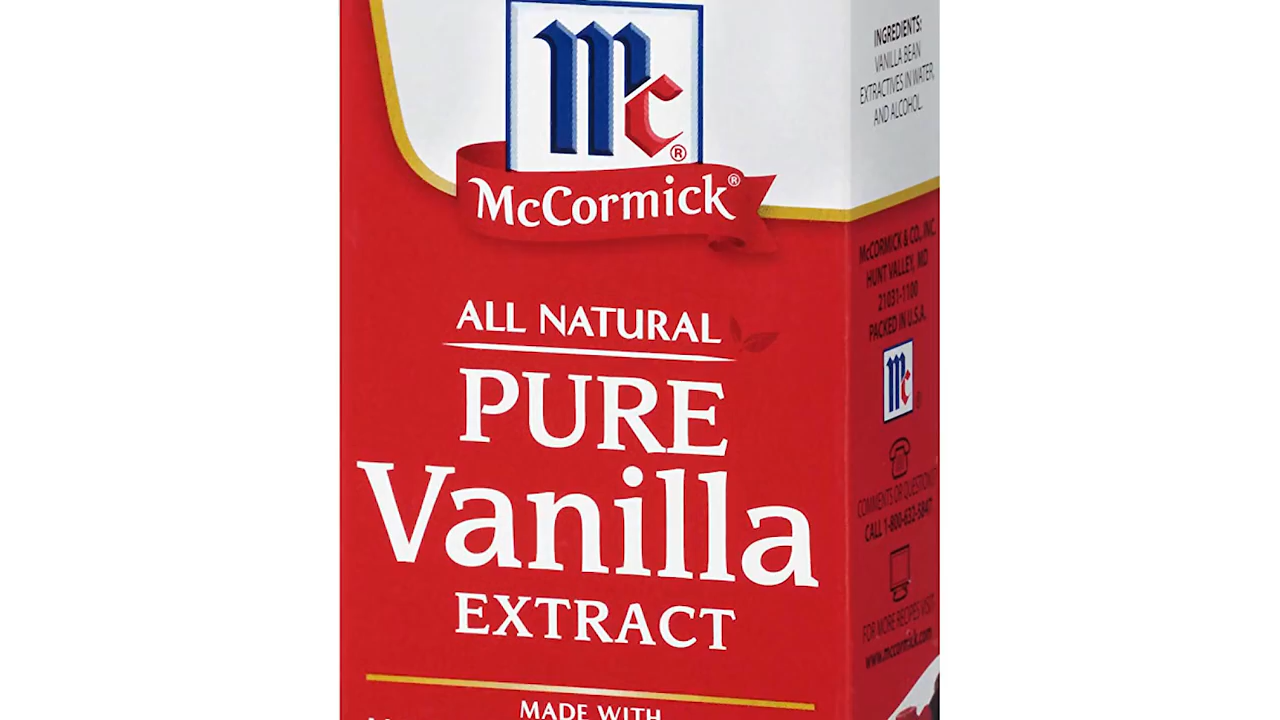 mc®
McCormick®
ALL NATURAL
PURE
Vanilla
EXTRACT
MADE WITH
INGREDIENTS:
VANILLA BEAN
EXTRACTIVES IN WATER,
AND ALCOHOL.
McCORMICK & CO., INC.
HUNT VALLEY, MD
21031-1100
PACKED IN U.S.A.
mc
COMMENTS OR QUESTIONS?
CALL 1-800-632-5847
FOR MORE RECIPES VISIT:
www.mccormick.com